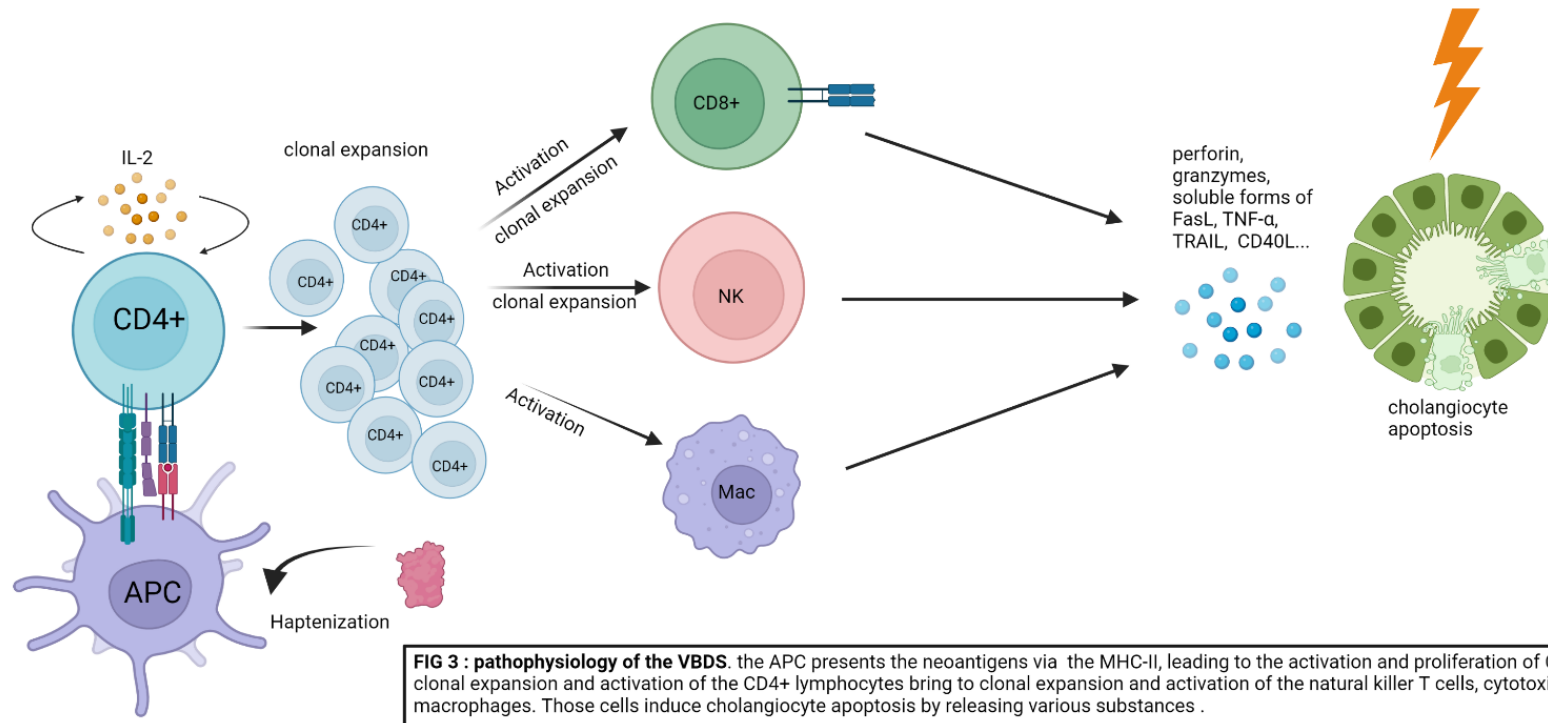 IL-2
clonal expansion
CD4+
CD4+
CD4+
CD4+
CD4+
CD4+
CD4+
CD4+
CD4+
CD4+
APC
Haptenization
Activation
clonal expansion
Activation
clonal expansion
Activation
CD8+
NK
Mac
perforin,
granzymes,
soluble forms of
FasL, TNF-α,
TRAIL, CD40L...
cholangiocyte
apoptosis
FIG 3 : pathophysiology of the VBDS. the APC presents the neoantigens via the MHC-II, leading to the activation and proliferation of
clonal expansion and activation of the CD4+ lymphocytes bring to clonal expansion and activation of the natural killer T cells,
macrophages. Those cells induce cholangiocyte apoptosis by releasing various substances .